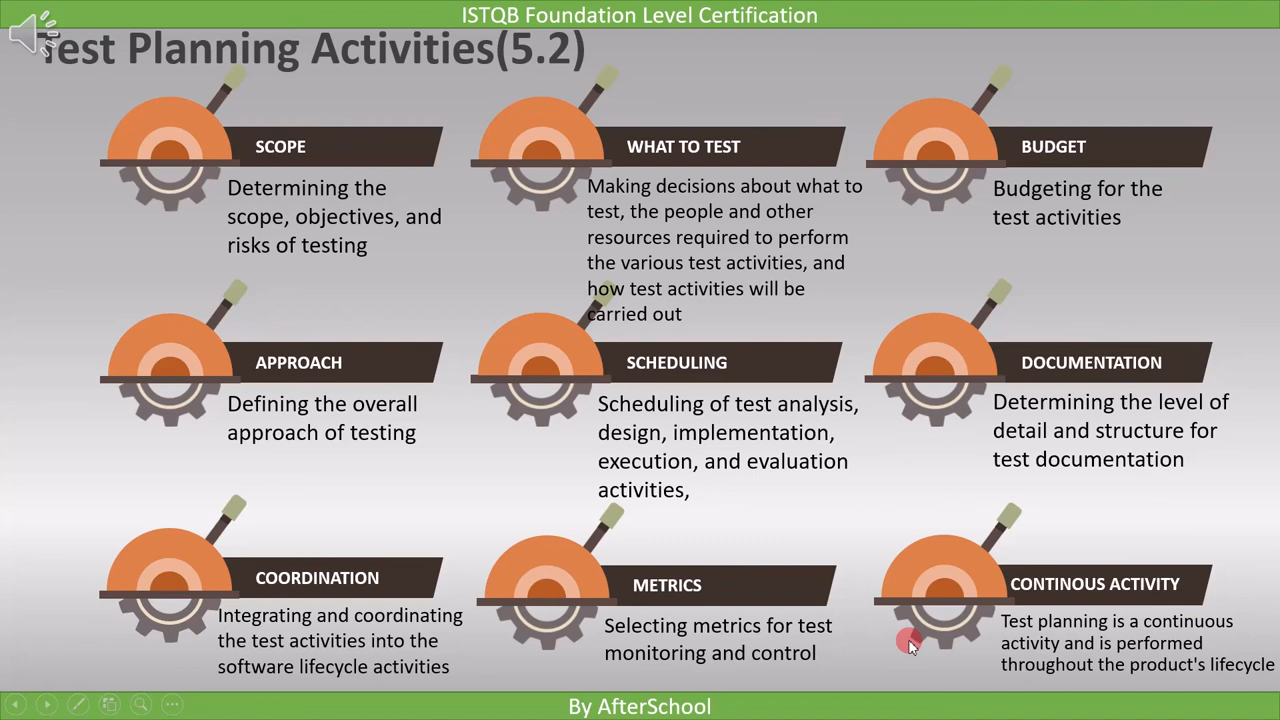 ISTQB Foundation Level Certification
Test Planning Activities(5.2)
SCOPE
Determining the
scope, objectives, and
risks of testing
WHAT TO TEST
Making decisions about what to
test, the people and other
resources required to perform
the various test activities, and
how test activities will be
carried out
BUDGET
Budgeting for the
test activities
APPROACH
Defining the overall
approach of testing
SCHEDULING
Scheduling of test analysis,
design, implementation,
execution, and evaluation
activities,
DOCUMENTATION
Determining the level of
detail and structure for
test documentation
COORDINATION
Integrating and coordinating
the test activities into the
software lifecycle activities
METRICS
Selecting metrics for test
monitoring and control
CONTINOUS ACTIVITY
Test planning is a continuous
activity and is performed
throughout the product's lifecycle
By AfterSchool